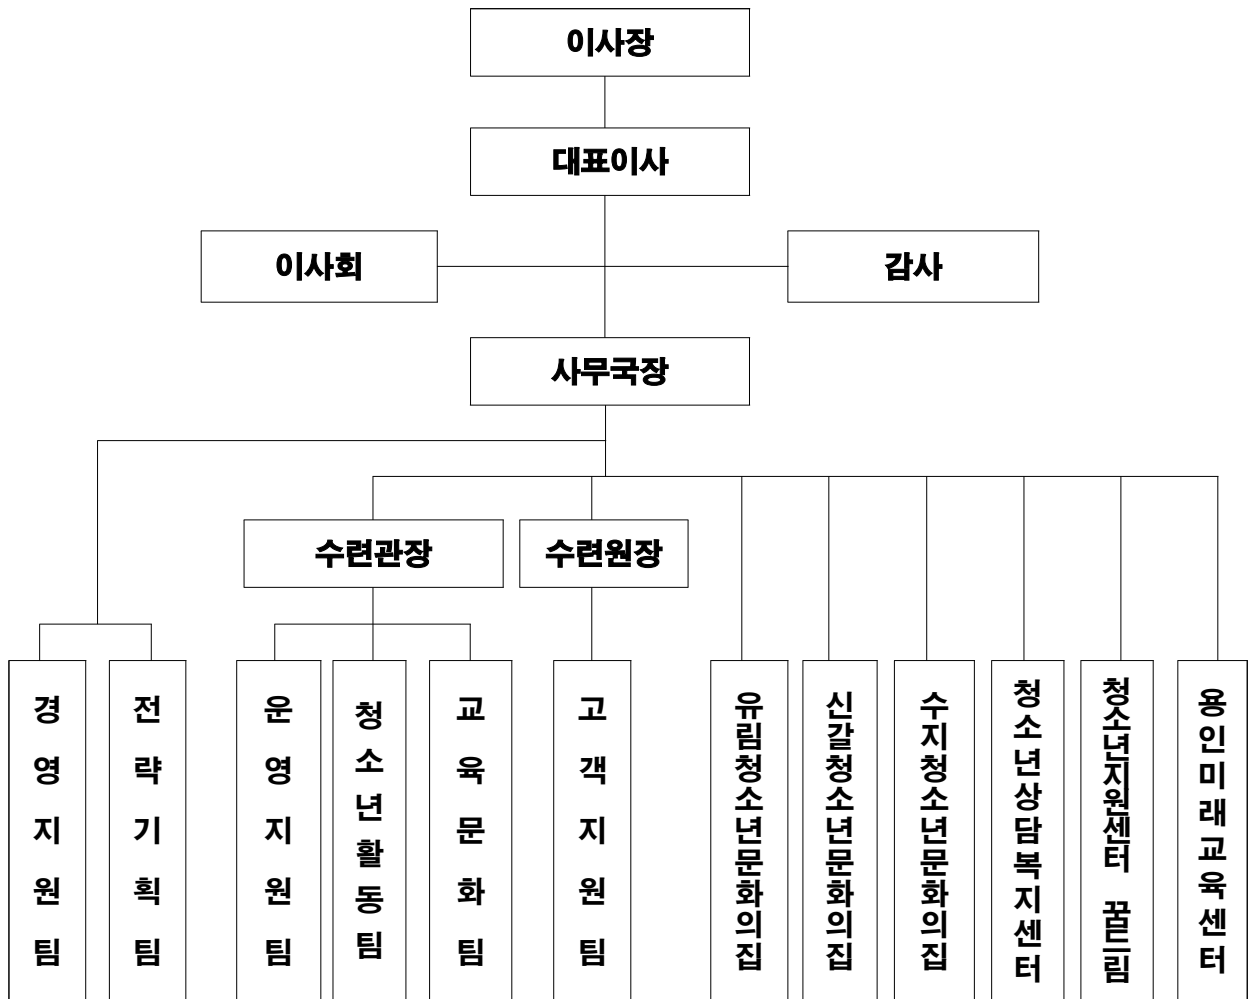 이사장
대표이사
이사회
감사
사무국장
수련관장
수련원장
경영지원팀
전략기획팀
운영지원팀
청소년활동팀
교육문화팀
고객지원팀
유림청소년문화의집
신갈청소년문화의집
수지청소년문화의집
청소년상담복지센터
청소년지원센터 꿈드림
용인미래교육센터